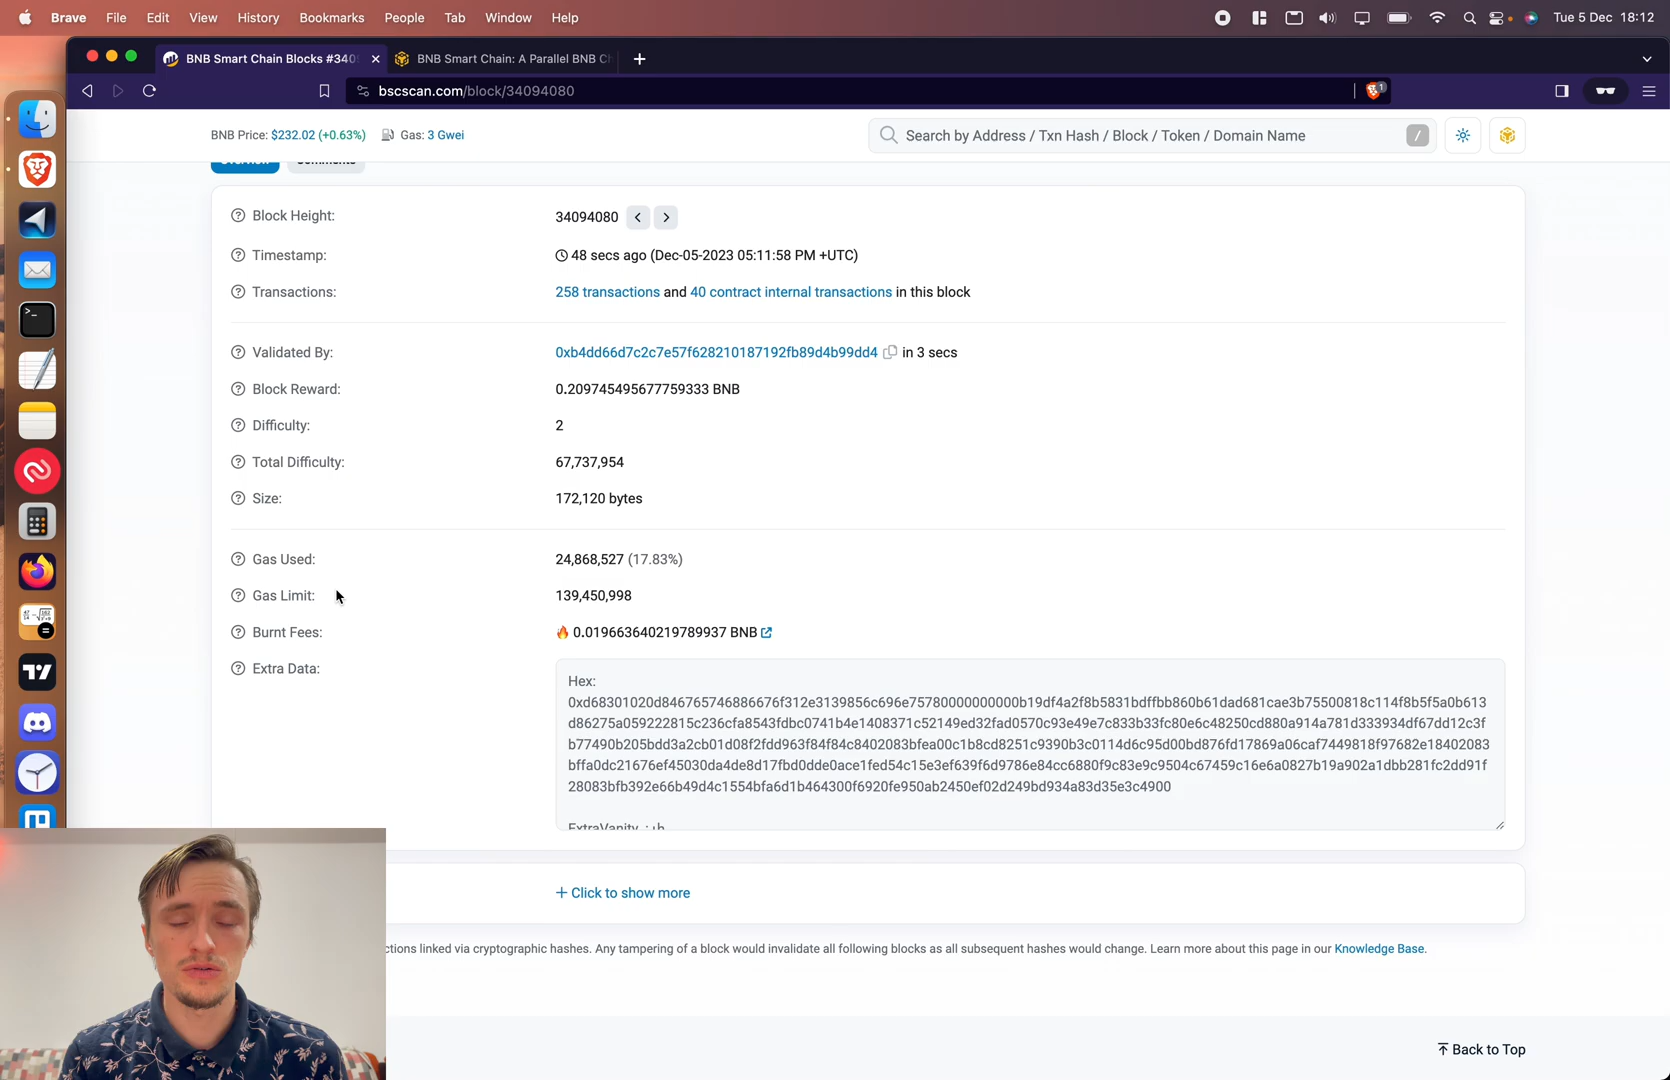 Brave File Edit View History Bookmarks People Tab Window Help Tue 5 Dec 18:12
BNB Smart Chain Blocks #340 BNB Smart Chain: A Parallel BNB Ch
bscscan.com/block/34094080
BNB Price: $232.02 (+0.63%) Gas: 3 Gwei
Search by Address / Txn Hash / Block / Token / Domain Name /
Overview Comments
Block Height: 34094080
Timestamp: 48 secs ago (Dec-05-2023 05:11:58 PM +UTC)
Transactions: 258 transactions and 40 contract internal transactions in this block
Validated By: 0xb4dd66d7c2c7e57f628210187192fb89d4b99dd4 in 3 secs
Block Reward: 0.209745495677759333 BNB
Difficulty: 2
Total Difficulty: 67,737,954
Size: 172,120 bytes
Gas Used: 24,868,527 (17.83%)
Gas Limit: 139,450,998
Burnt Fees: 0.019663640219789937 BNB
Extra Data:
Hex:
0xd68301020d846765746886676f312e3139856c696e75780000000000b19df4a2f8b5831bdffbb860b61dad681cae3b75500818c114f8b5f5a0b613
d86275a059222815c236cfa8543fdbc0741b4e1408371c52149ed32fad0570c93e49e7c833b33fc80e6c48250cd880a914a781d333934df67dd12c3f
b77490b205bdd3a2cb01d08f2fdd963f84f84c8402083bfea00c1b8cd8251c9390b3c0114d6c95d00bd876fd17869a06caf7449818f97682e18402083
bffa0dc21676ef45030da4de8d17fbd0dde0ace1fed54c15e3ef639f6d9786e84cc6880f9c83e9c9504c67459c16e6a0827b19a902a1dbb281fc2dd91f
28083bfb392e66b49d4c1554bfa6d1b464300f6920fe950ab2450ef02d249bd934a83d35e3c4900
+ Click to show more
ctions linked via cryptographic hashes. Any tampering of a block would invalidate all following blocks as all subsequent hashes would change. Learn more about this page in our Knowledge Base.
Back to Top